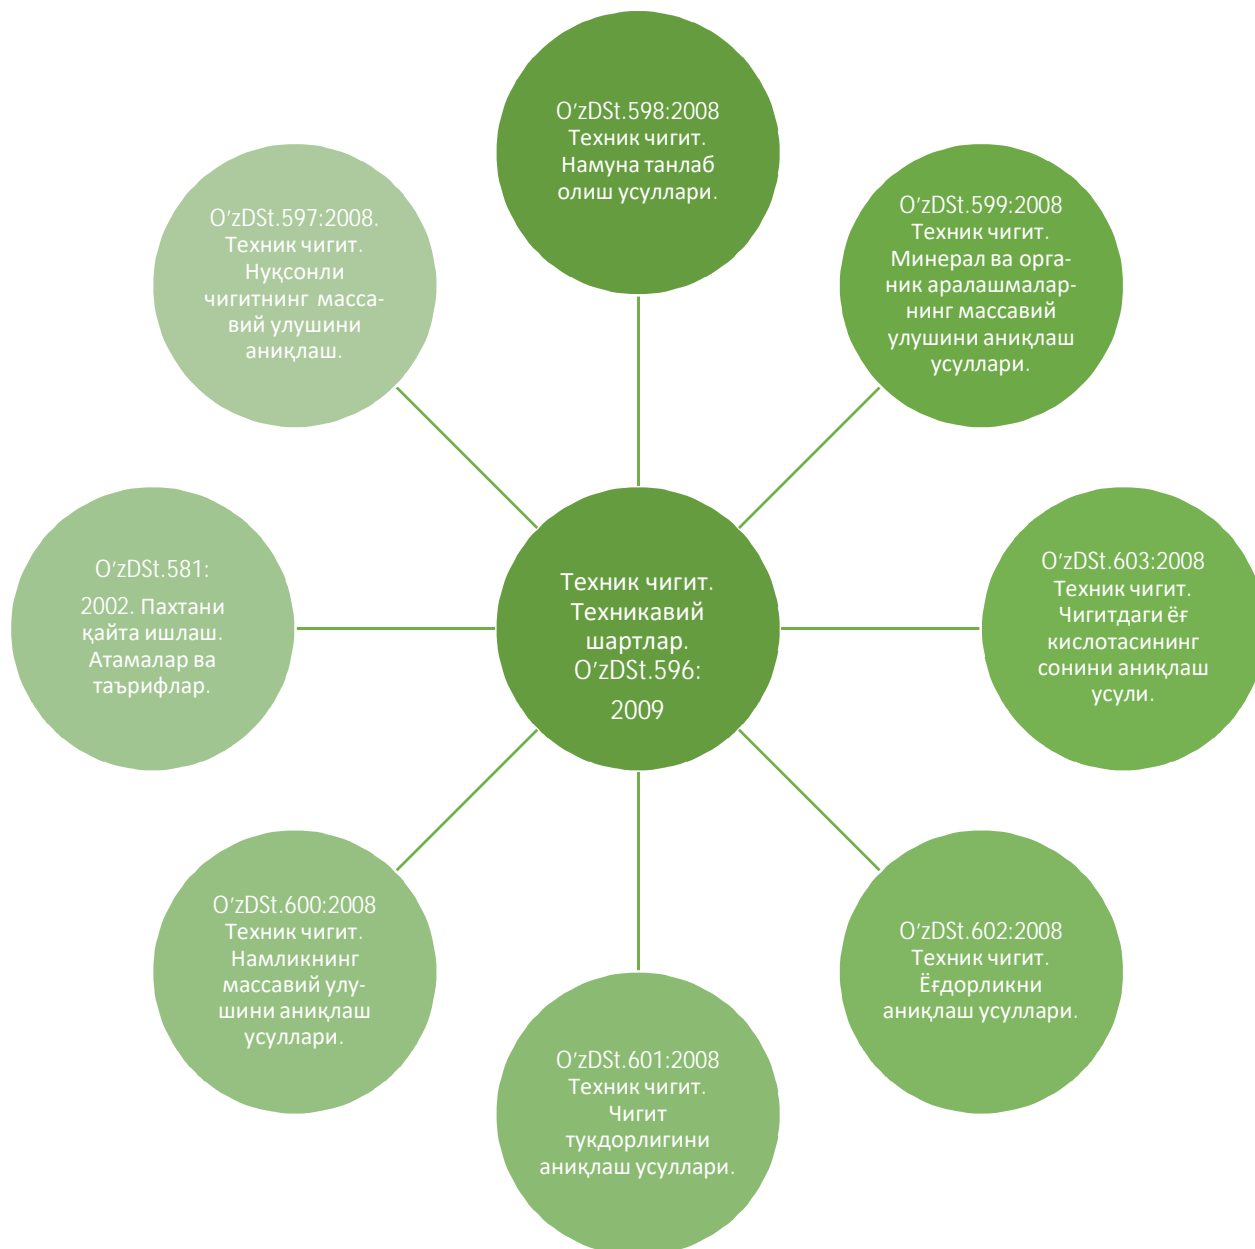 O'zDSt.598:2008
Техник чигит.
Намуна танлаб
олиш усуллари.
O'zDSt.599:2008
Техник чигит.
Минерал ва орга-
ник аралашмалар-
нинг массавий
улушини аниқлаш
усуллари.
O'zDSt.603:2008
Техник чигит.
Чигитдаги ёғ
кислотасининг
сонини аниқлаш
усули.
O'zDSt.602:2008
Техник чигит.
Ёғдорликни
аниқлаш усуллари.
O'zDSt.601:2008
Техник чигит.
Чигит
тукдорлигини
аниқлаш усуллари.
O'zDSt.600:2008
Техник чигит.
Намликнинг
массавий улу-
шини аниқлаш
усуллари.
O'zDSt.581:
2002. Пахтани
қайта ишлаш.
Атамалар ва
таърифлар.
O'zDSt.597:2008.
Техник чигит.
Нуқсонли
чигитнинг масса-
вий улушини
аниқлаш.
Техник чигит.
Техникавий
шартлар.
O'zDSt.596:
2009